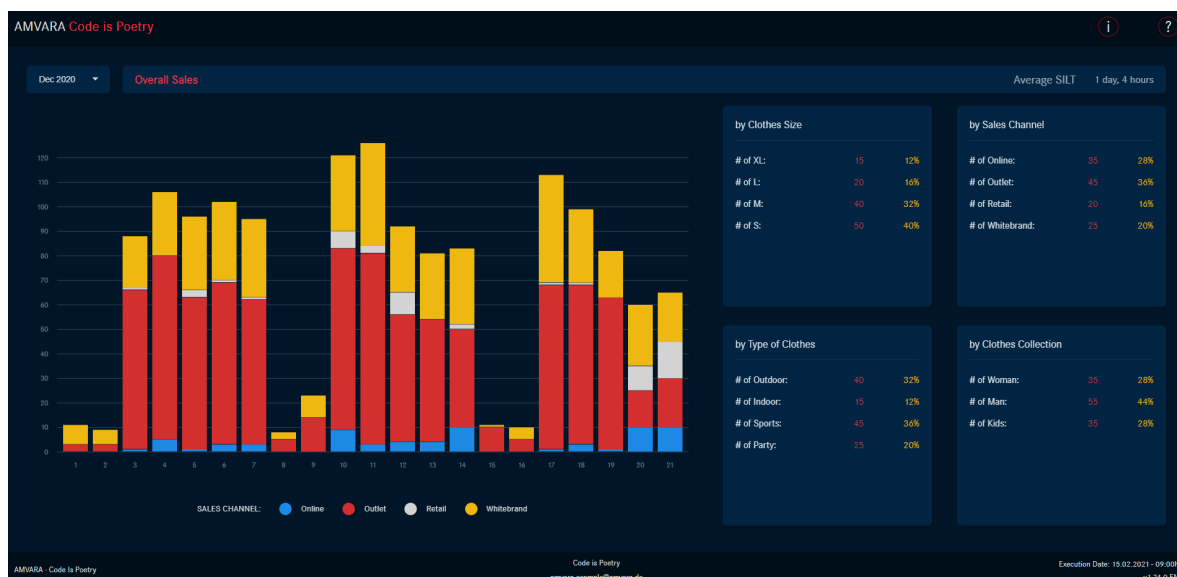 AMVARA Code is Poetry
i
?
Dec 2020
Overall Sales
Average SILT 1 day, 4 hours
120
110
100
90
80
70
60
50
40
30
20
10
0
1 2 3 4 5 6 7 8 9 10 11 12 13 14 15 16 17 18 19 20 21
SALES CHANNEL: Online Outlet Retail Whitebrand
by Clothes Size
# of XL: 15 12%
# of L: 20 16%
# of M: 40 32%
# of S: 50 40%
by Sales Channel
# of Online: 35 28%
# of Outlet: 45 36%
# of Retail: 20 16%
# of Whitebrand: 25 20%
by Type of Clothes
# of Outdoor: 40 32%
# of Indoor: 15 12%
# of Sports: 45 36%
# of Party: 25 20%
by Clothes Collection
# of Woman: 35 28%
# of Man: 55 44%
# of Kids: 35 28%
AMVARA - Code Is Poetry
Code is Poetry
Execution Date: 15.02.2021 - 09:00h